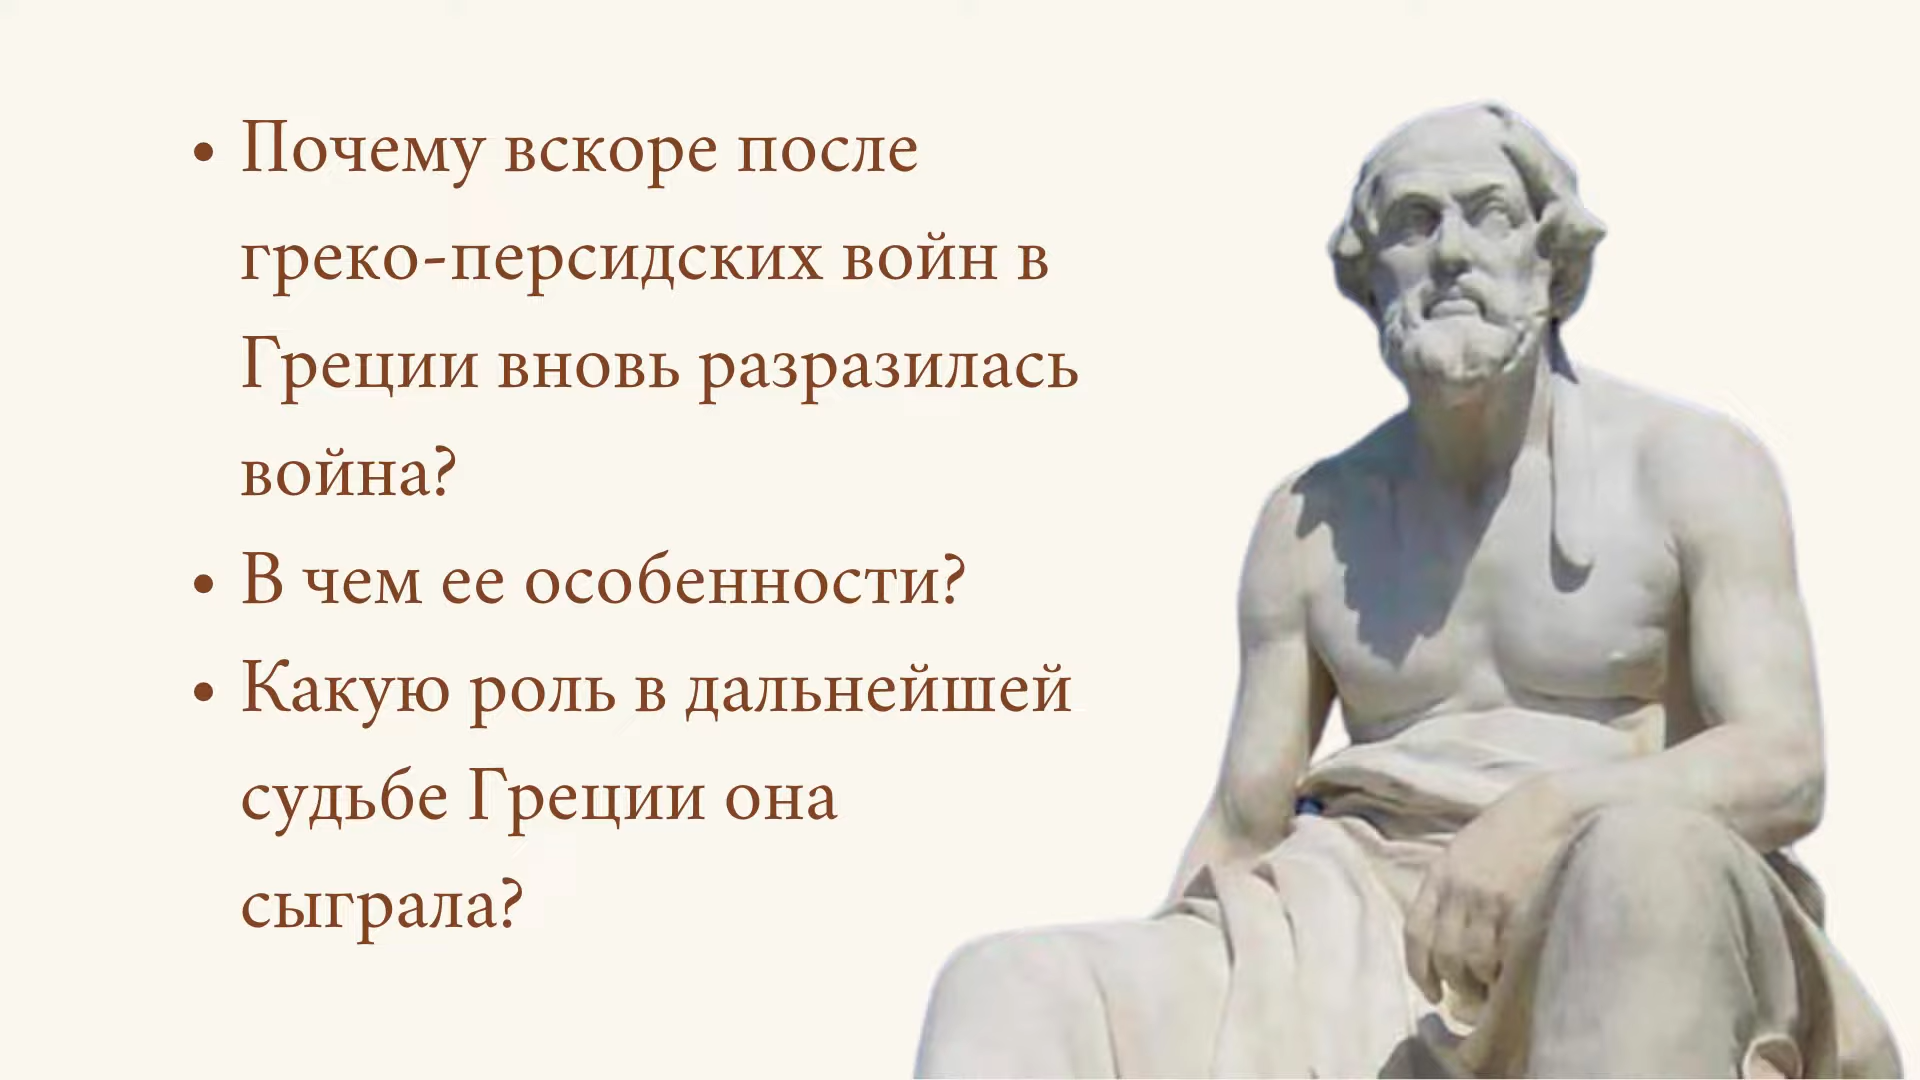 • Почему вскоре после
греко-персидских войн в
Греции вновь разразилась
война?
• В чем ее особенности?
• Какую роль в дальнейшей
судьбе Греции она
сыграла?